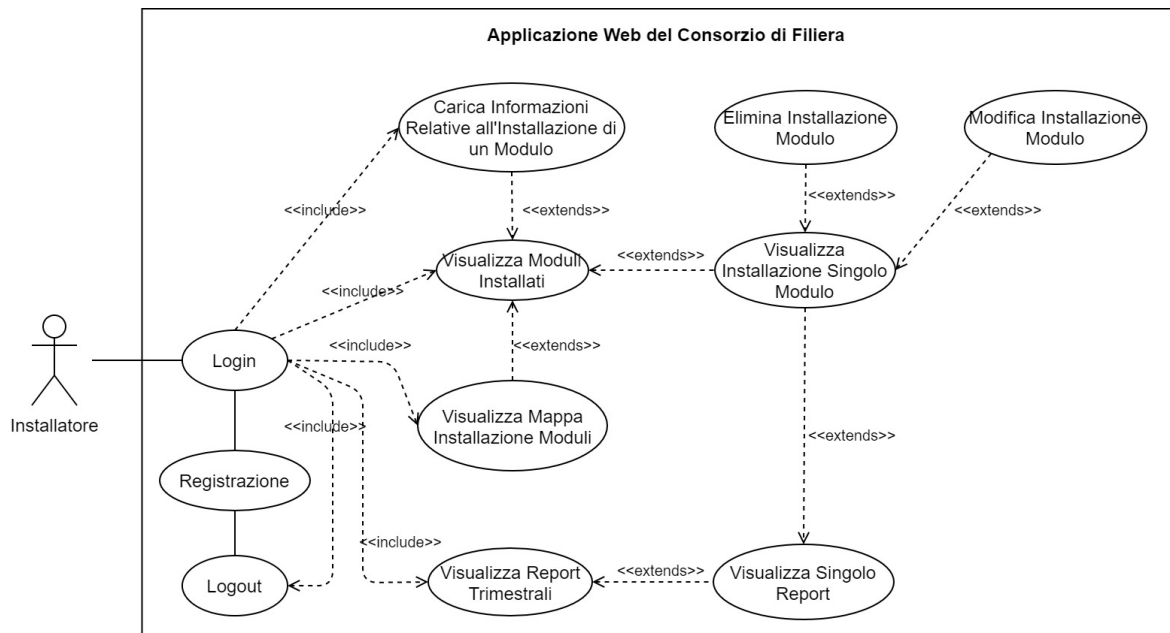 Applicazione Web del Consorzio di Filiera
Carica Informazioni
Relative all'Installazione di
un Modulo
Elimina Installazione
Modulo
Modifica Installazione
Modulo
<<include>>
<<extends>>
<<extends>>
<<extends>>
Visualizza Moduli
Installati
<<extends>>
Visualizza
Installazione Singolo
Modulo
<<include>>
Login
<<include>>
<<extends>>
Installatore
Visualizza Mappa
Installazione Moduli
<<include>>
<<extends>>
Registrazione
<<include>>
Logout
Visualizza Report
Trimestrali
<<extends>>
Visualizza Singolo
Report